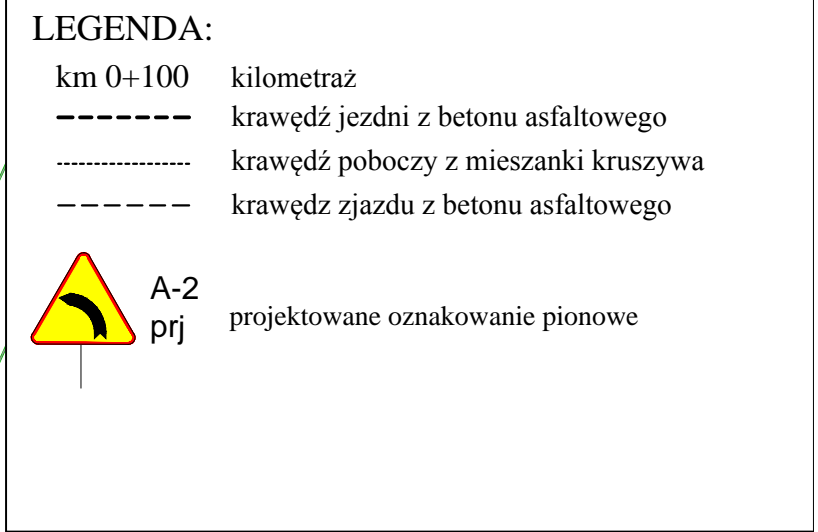 LEGENDA:
km 0+100 kilometraż
krawędź jezdni z betonu asfaltowego
krawędź poboczy z mieszanki kruszywa
krawędz zjazdu z betonu asfaltowego
A-2
prj
projektowane oznakowanie pionowe